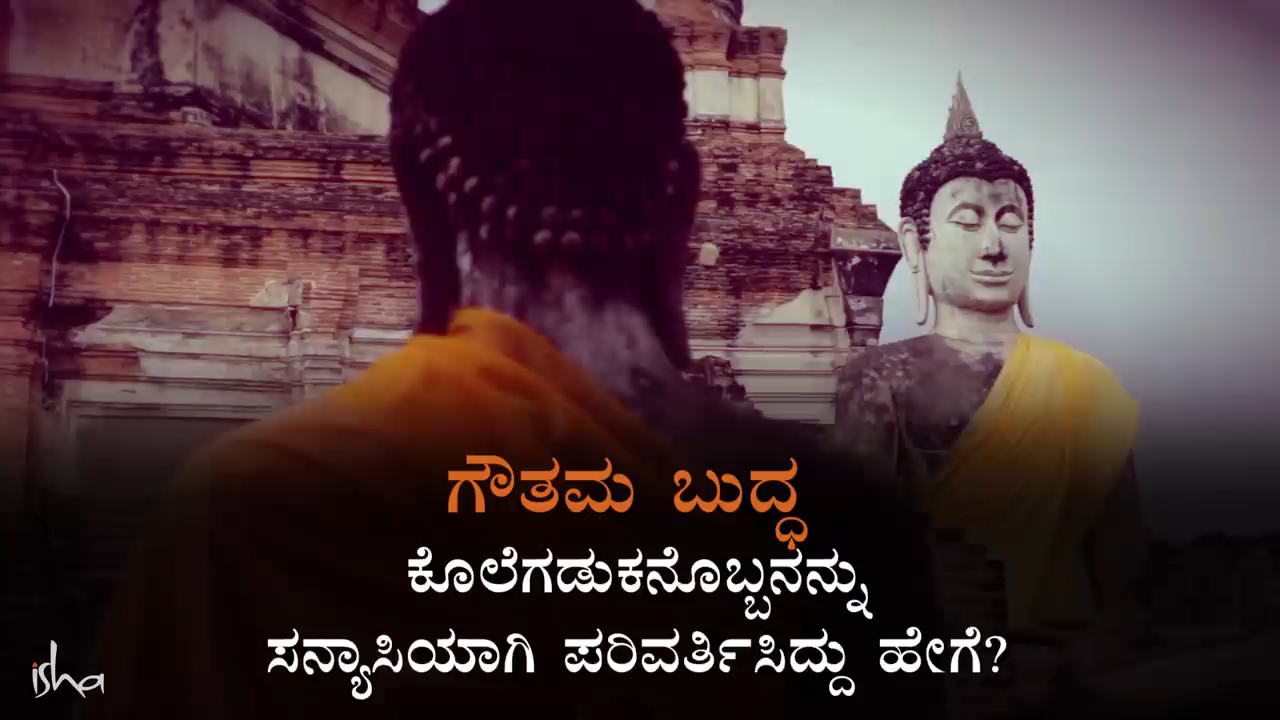 ಗೌತಮ ಬುದ್ಧ
ಕೊಲೆಗಡುಕನೊಬ್ಬನನ್ನು
ಸನ್ಯಾಸಿಯಾಗಿ ಪರಿವರ್ತಿಸಿದ್ದು ಹೇಗೆ?
isha